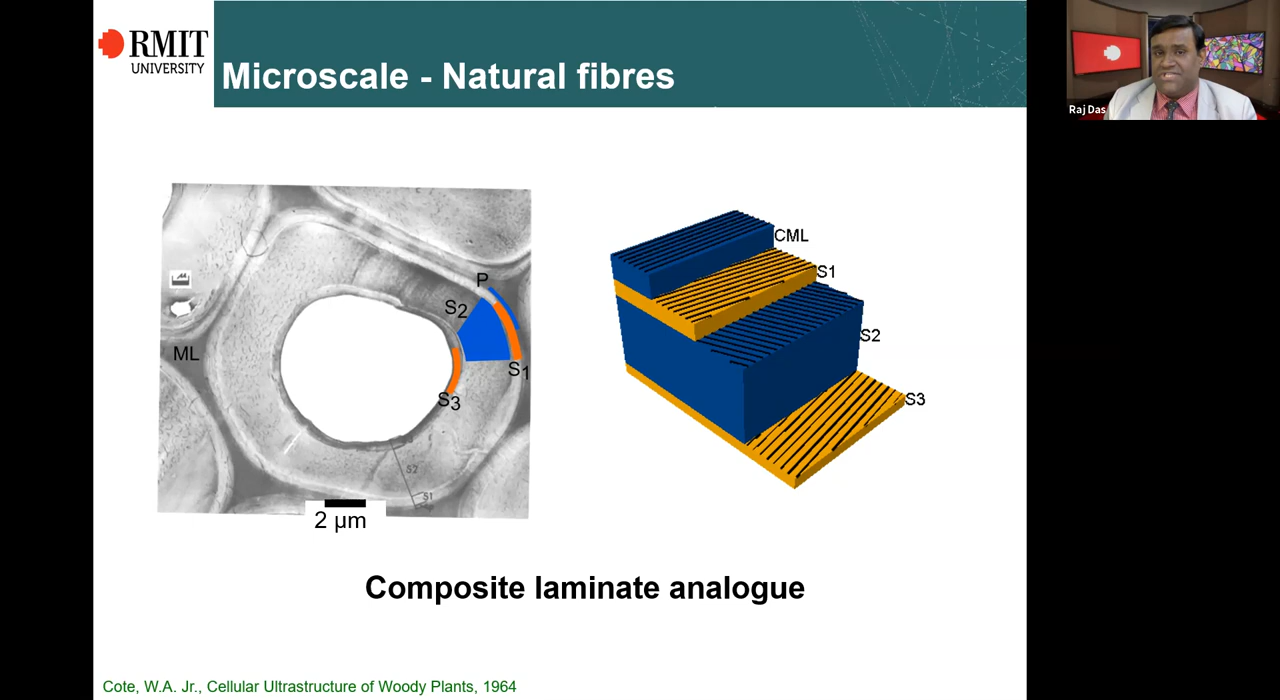 RMIT
UNIVERSITY
Microscale - Natural fibres
Raj Das
P
S2
ML
S1
S3
S2
S1
2 µm
CML
S1
S2
S3
Composite laminate analogue
Cote, W.A. Jr., Cellular Ultrastructure of Woody Plants, 1964